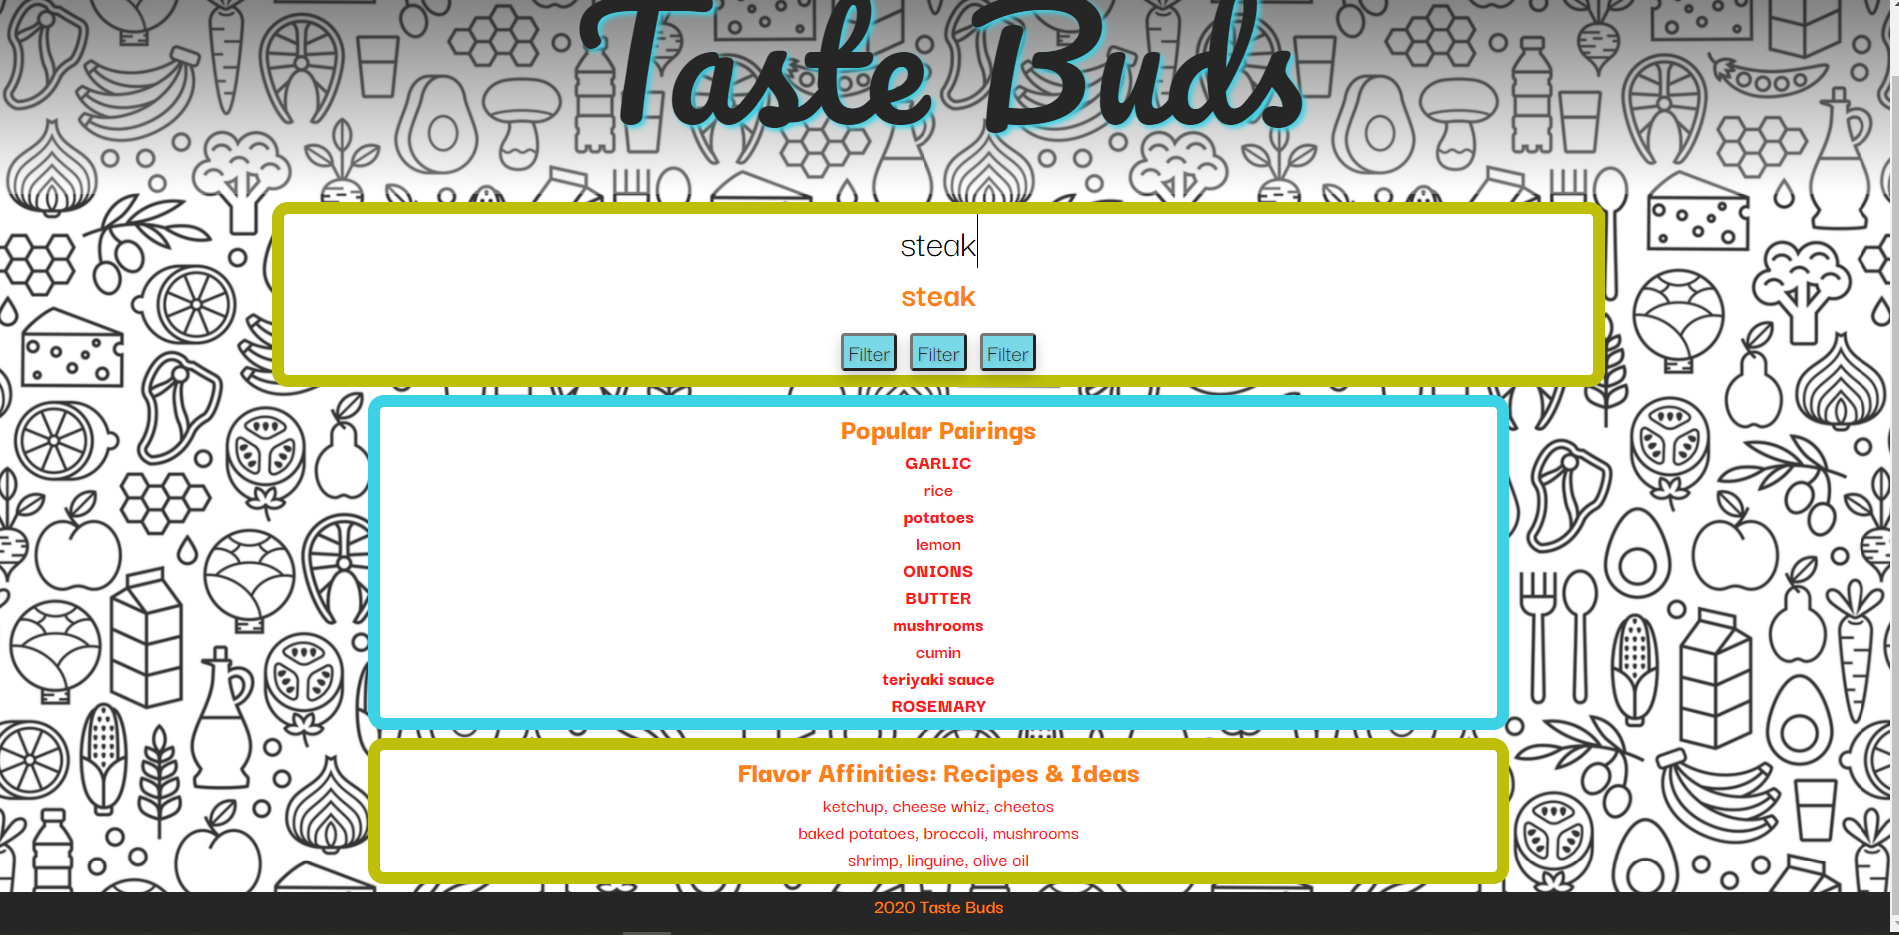 Taste Buds
steak
steak
Filter Filter Filter
Popular Pairings
GARLIC
rice
potatoes
lemon
ONIONS
BUTTER
mushrooms
cumin
teriyaki sauce
ROSEMARY
Flavor Affinities: Recipes & Ideas
ketchup, cheese whiz, cheetos
baked potatoes, broccoli, mushrooms
shrimp, linguine, olive oil
2020 Taste Buds